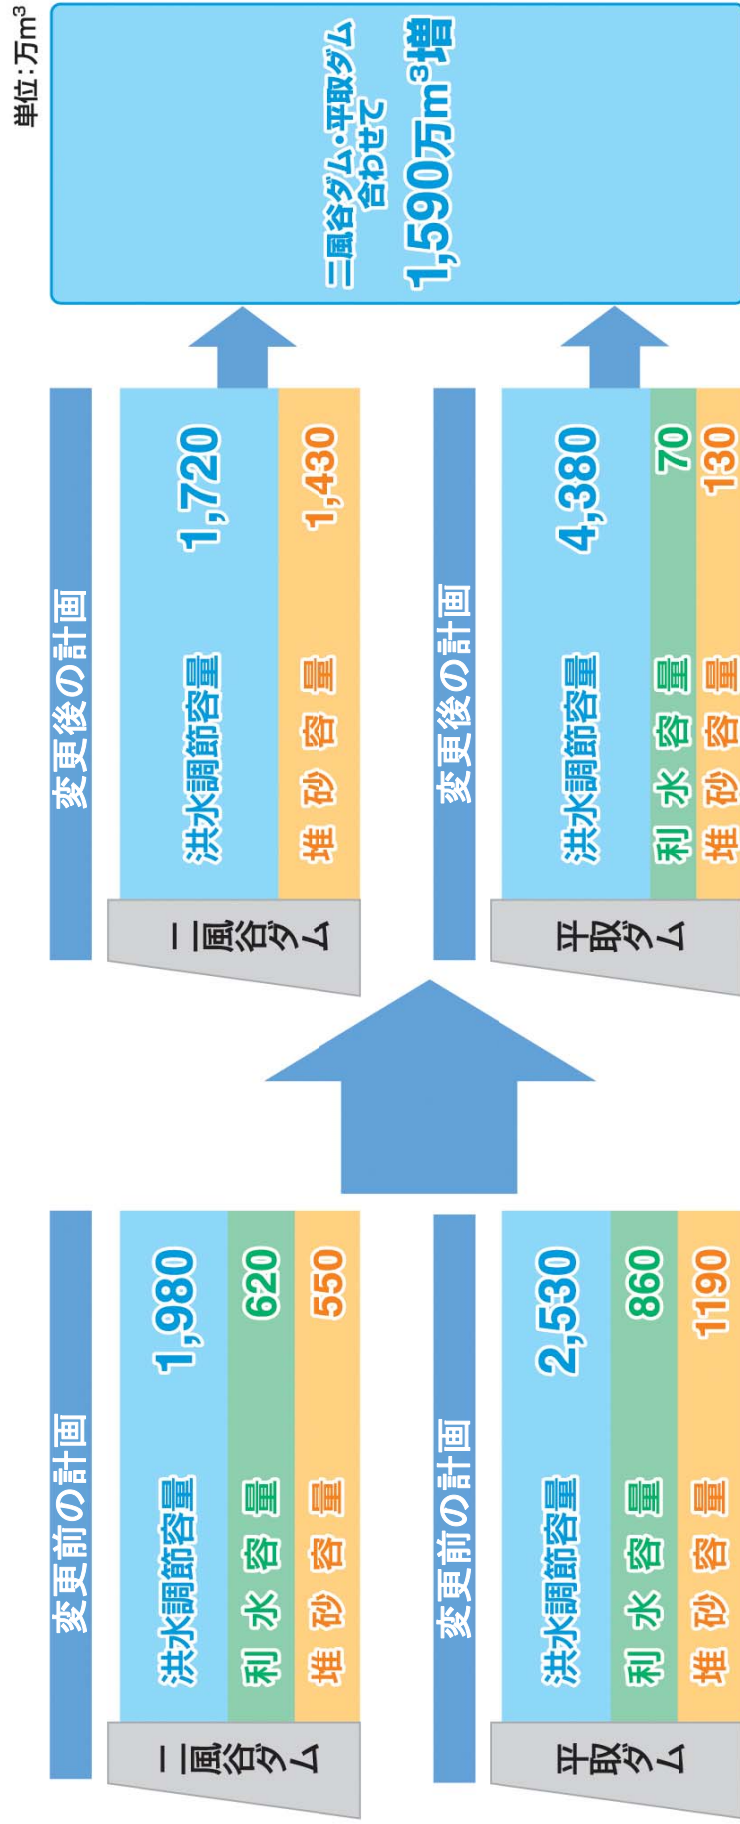 単位：万m³
変更前の計画
二風谷ダム
洪水調節容量 1,980
利水容量 620
堆砂容量 550
変更前の計画
平取ダム
洪水調節容量 2,530
利水容量 860
堆砂容量 1190
変更後の計画
二風谷ダム
洪水調節容量 1,720
堆砂容量 1,430
変更後の計画
平取ダム
洪水調節容量 4,380
利水容量 70
堆砂容量 130
二風谷ダム・平取ダム
合わせて
1,590万m³増